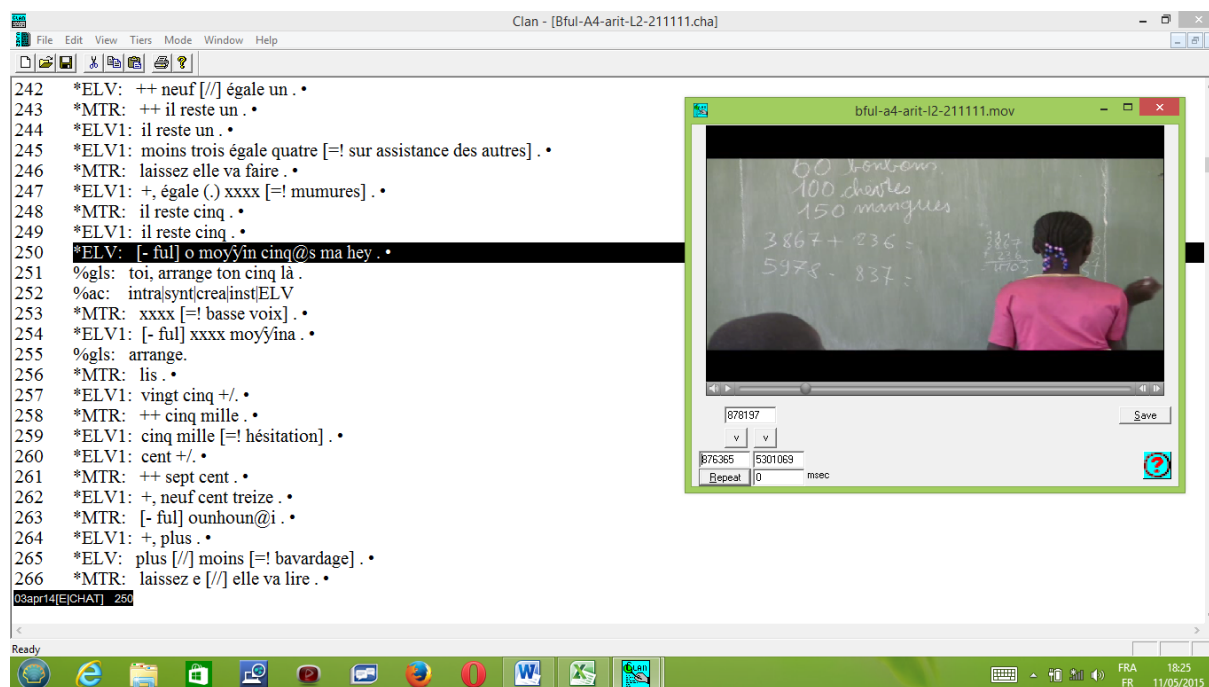 Clan - [Bful-A4-arit-L2-211111.cha]
File Edit View Tiers Mode Window Help
242 *ELV: ++ neuf [//] égale un . •
243 *MTR: ++ il reste un . •
244 *ELV1: il reste un . •
245 *ELV1: moins trois égale quatre [=! sur assistance des autres] . •
246 *MTR: laissez elle va faire . •
247 *ELV1: +, égale (.) xxxx [=! mumures] . •
248 *MTR: il reste cinq . •
249 *ELV1: il reste cinq . •
250 *ELV: [- ful] o moƴƴin cinq@s ma hey . •
251 %gls: toi, arrange ton cinq là .
252 %ac: intra|synt|crea|inst|ELV
253 *MTR: xxxx [=! basse voix] . •
254 *ELV1: [- ful] xxxx moƴƴina . •
255 %gls: arrange.
256 *MTR: lis . •
257 *ELV1: vingt cinq +/. •
258 *MTR: ++ cinq mille . •
259 *ELV1: cinq mille [=! hésitation] . •
260 *ELV1: cent +/. •
261 *MTR: ++ sept cent . •
262 *ELV1: +, neuf cent treize . •
263 *MTR: [- ful] ounhoun@i . •
264 *ELV1: +, plus . •
265 *ELV: plus [//] moins [=! bavardage] . •
266 *MTR: laissez e [//] elle va lire . •
03apr14[E|CHAT] 250
Ready
bful-a4-arit-l2-211111.mov
60 bonbons
100 chèvres
150 mangues
3867 + 236 =
5978 - 837 =
878197
Save
v v
876365 5301069
Repeat 0 msec
FRA 18:25
FR 11/05/2015